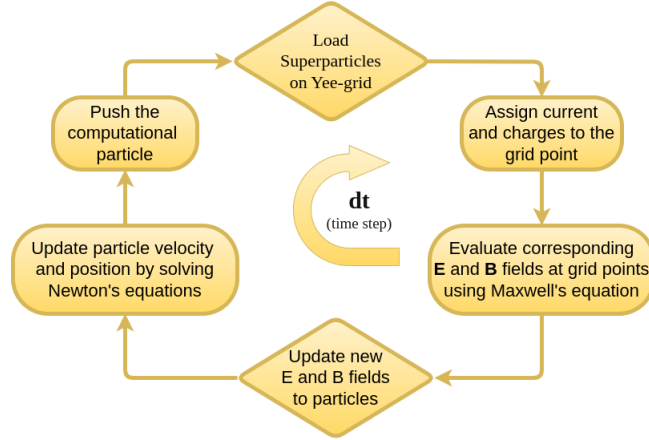 Load
Superparticles
on Yee-grid
Assign current
and charges to the
grid point
Evaluate corresponding
E and B fields at grid points
using Maxwell's equation
Update new
E and B fields
to particles
Update particle velocity
and position by solving
Newton's equations
Push the
computational
particle
dt
(time step)